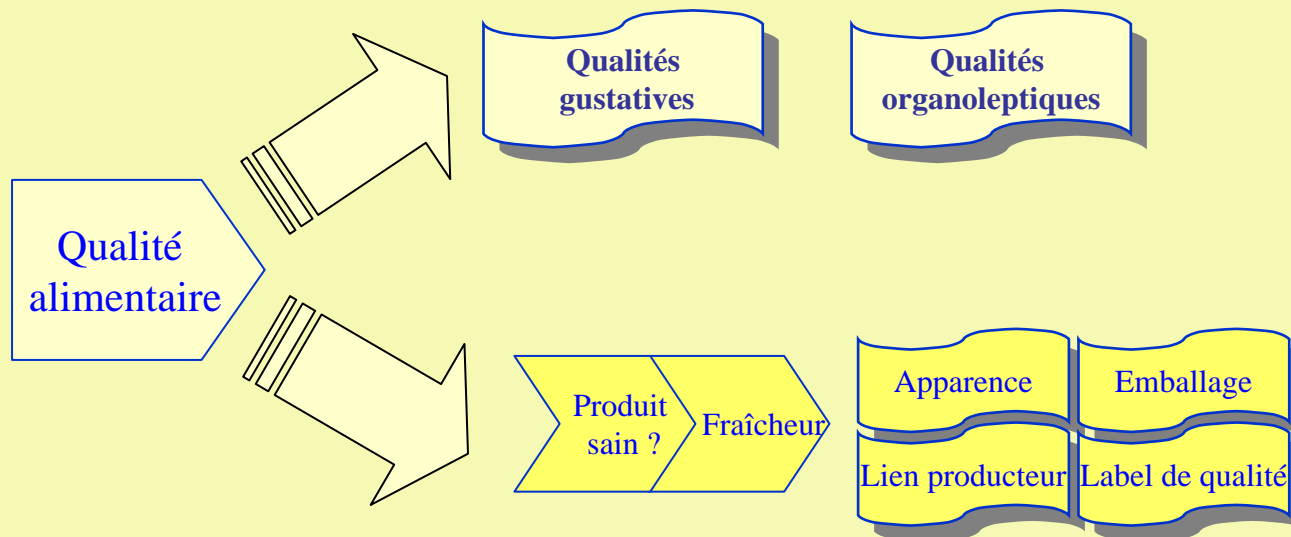 Qualité
alimentaire
Qualités
gustatives
Qualités
organoleptiques
Produit
sain ?
Fraîcheur
Apparence
Emballage
Lien producteur
Label de qualité